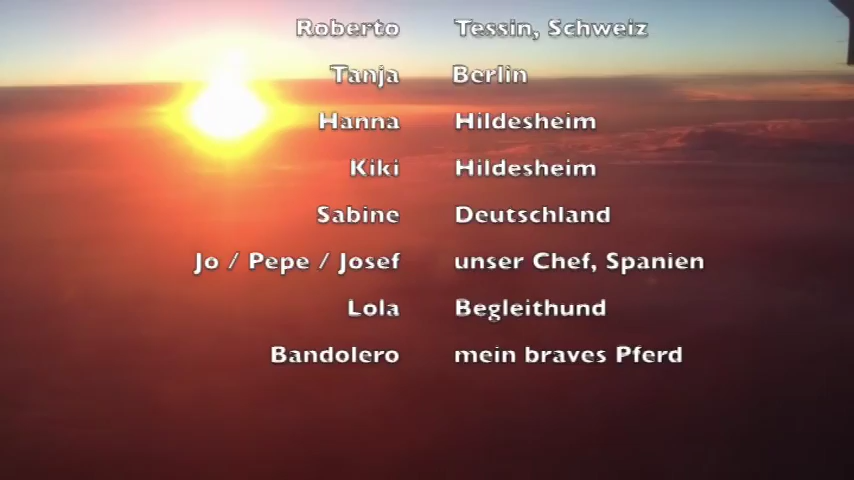 Roberto Tessin, Schweiz
Tanja Berlin
Hanna Hildesheim
Kiki Hildesheim
Sabine Deutschland
Jo / Pepe / Josef unser Chef, Spanien
Lola Begleithund
Bandolero mein braves Pferd